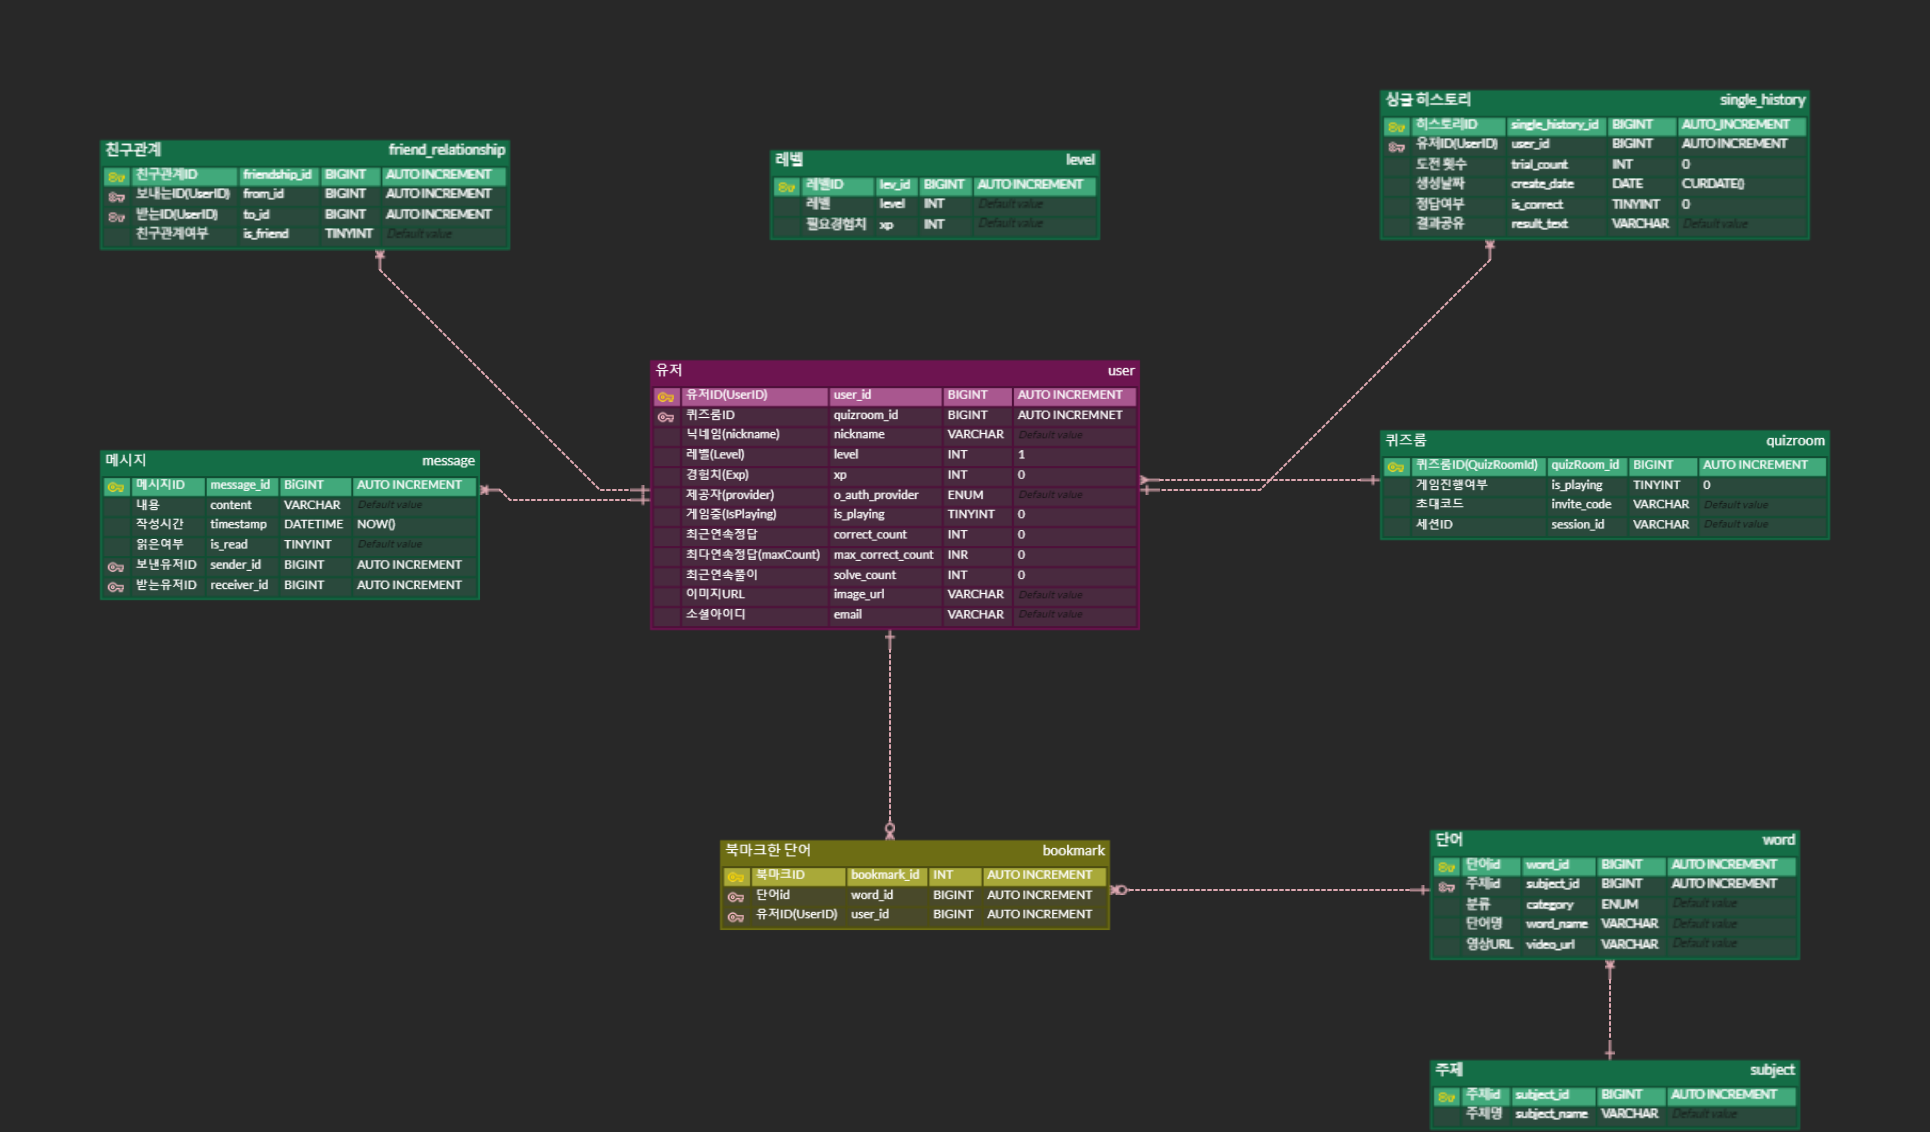 친구관계 friend_relationship
친구관계ID friendship_id BIGINT AUTO INCREMENT
보내는ID(UserID) from_id BIGINT AUTO INCREMENT
받는ID(UserID) to_id BIGINT AUTO INCREMENT
친구관계여부 is_friend TINYINT Default value
레벨 level
레벨ID lev_id BIGINT AUTO INCREMENT
레벨 level INT Default value
필요경험치 xp INT Default value
싱글 히스토리 single_history
히스토리ID single_history_id BIGINT AUTO_INCREMENT
유저ID(UserID) user_id BIGINT AUTO INCREMENT
도전 횟수 trial_count INT 0
생성날짜 create_date DATE CURDATE()
정답여부 is_correct TINYINT 0
결과공유 result_text VARCHAR Default value
유저 user
유저ID(UserID) user_id BIGINT AUTO INCREMENT
퀴즈룸ID quizroom_id BIGINT AUTO INCREMNET
닉네임(nickname) nickname VARCHAR Default value
레벨(Level) level INT 1
경험치(Exp) xp INT 0
제공자(provider) o_auth_provider ENUM Default value
게임중(IsPlaying) is_playing TINYINT 0
최근연속정답 correct_count INT 0
최다연속정답(maxCount) max_correct_count INR 0
최근연속풀이 solve_count INT 0
이미지URL image_url VARCHAR Default value
소셜아이디 email VARCHAR Default value
메시지 message
메시지ID message_id BIGINT AUTO INCREMENT
내용 content VARCHAR Default value
작성시간 timestamp DATETIME NOW()
읽은여부 is_read TINYINT Default value
보낸유저ID sender_id BIGINT AUTO INCREMENT
받는유저ID receiver_id BIGINT AUTO INCREMENT
퀴즈룸 quizroom
퀴즈룸ID(QuizRoomId) quizRoom_id BIGINT AUTO INCREMENT
게임진행여부 is_playing TINYINT 0
초대코드 invite_code VARCHAR Default value
세션ID session_id VARCHAR Default value
북마크한 단어 bookmark
북마크ID bookmark_id INT AUTO INCREMENT
단어id word_id BIGINT AUTO INCREMENT
유저ID(UserID) user_id BIGINT AUTO INCREMENT
단어 word
단어id word_id BIGINT AUTO INCREMENT
주제id subject_id BIGINT AUTO INCREMENT
분류 category ENUM Default value
단어명 word_name VARCHAR Default value
영상URL video_url VARCHAR Default value
주제 subject
주제id subject_id BIGINT AUTO INCREMENT
주제명 subject_name VARCHAR Default value